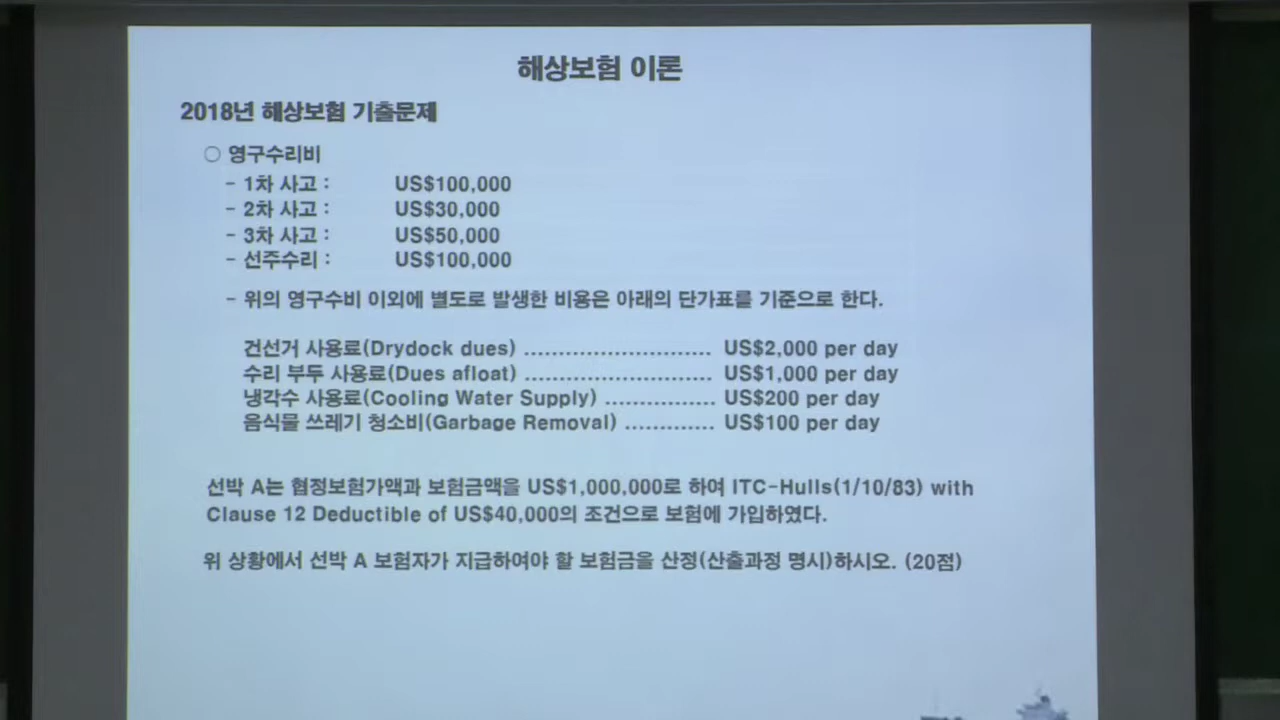 해상보험 이론
2018년 해상보험 기출문제
○ 영구수리비
- 1차 사고 : US$100,000
- 2차 사고 : US$30,000
- 3차 사고 : US$50,000
- 선주수리 : US$100,000
- 위의 영구수비 이외에 별도로 발생한 비용은 아래의 단가표를 기준으로 한다.
건선거 사용료(Drydock dues) ........................... US$2,000 per day
수리 부두 사용료(Dues afloat) ........................... US$1,000 per day
냉각수 사용료(Cooling Water Supply) ................ US$200 per day
음식물 쓰레기 청소비(Garbage Removal) ............. US$100 per day
선박 A는 협정보험가액과 보험금액을 US$1,000,000로 하여 ITC-Hulls(1/10/83) with
Clause 12 Deductible of US$40,000의 조건으로 보험에 가입하였다.
위 상황에서 선박 A 보험자가 지급하여야 할 보험금을 산정(산출과정 명시)하시오. (20점)